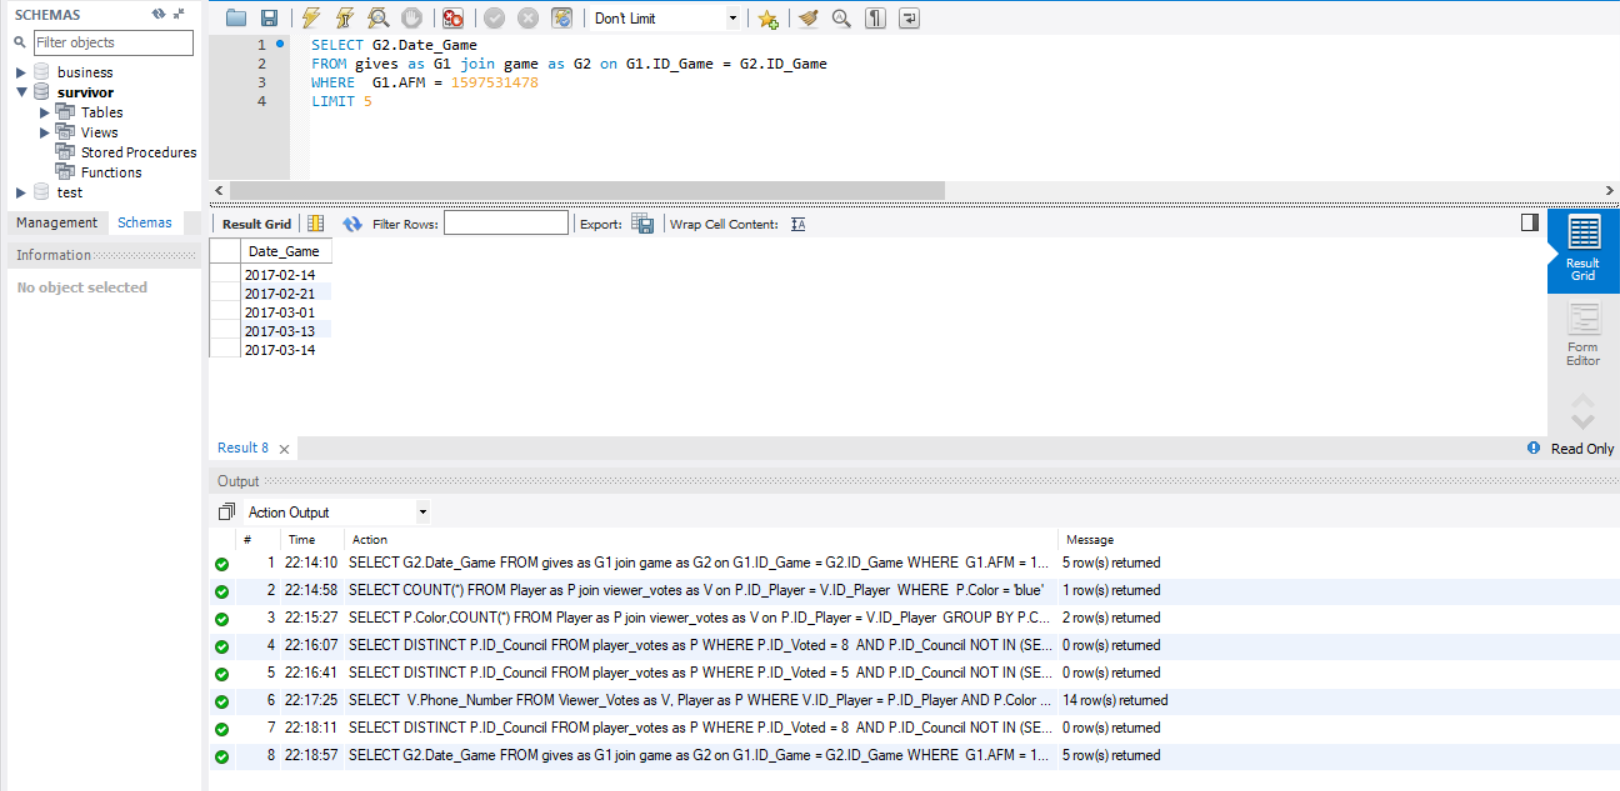 SCHEMAS
Filter objects
business
survivor
Tables
Views
Stored Procedures
Functions
test
Management Schemas
Information
No object selected
Don't Limit
1 SELECT G2.Date_Game
2 FROM gives as G1 join game as G2 on G1.ID_Game = G2.ID_Game
3 WHERE  G1.AFM = 1597531478
4 LIMIT 5
Result Grid Filter Rows: Export: Wrap Cell Content:
Date_Game
2017-02-14
2017-02-21
2017-03-01
2017-03-13
2017-03-14
Result
Grid
Form
Editor
Result 8 Read Only
Output
Action Output
# Time Action Message
1 22:14:10 SELECT G2.Date_Game FROM gives as G1 join game as G2 on G1.ID_Game = G2.ID_Game WHERE  G1.AFM = 1... 5 row(s) returned
2 22:14:58 SELECT COUNT(*) FROM Player as P join viewer_votes as V on P.ID_Player = V.ID_Player  WHERE  P.Color = 'blue' 1 row(s) returned
3 22:15:27 SELECT P.Color,COUNT(*) FROM Player as P join viewer_votes as V on P.ID_Player = V.ID_Player  GROUP BY P.C... 2 row(s) returned
4 22:16:07 SELECT DISTINCT P.ID_Council FROM player_votes as P WHERE P.ID_Voted = 8  AND P.ID_Council NOT IN (SE... 0 row(s) returned
5 22:16:41 SELECT DISTINCT P.ID_Council FROM player_votes as P WHERE P.ID_Voted = 5  AND P.ID_Council NOT IN (SE... 0 row(s) returned
6 22:17:25 SELECT  V.Phone_Number FROM Viewer_Votes as V, Player as P WHERE V.ID_Player = P.ID_Player AND P.Color ... 14 row(s) returned
7 22:18:11 SELECT DISTINCT P.ID_Council FROM player_votes as P WHERE P.ID_Voted = 8  AND P.ID_Council NOT IN (SE... 0 row(s) returned
8 22:18:57 SELECT G2.Date_Game FROM gives as G1 join game as G2 on G1.ID_Game = G2.ID_Game WHERE  G1.AFM = 1... 5 row(s) returned